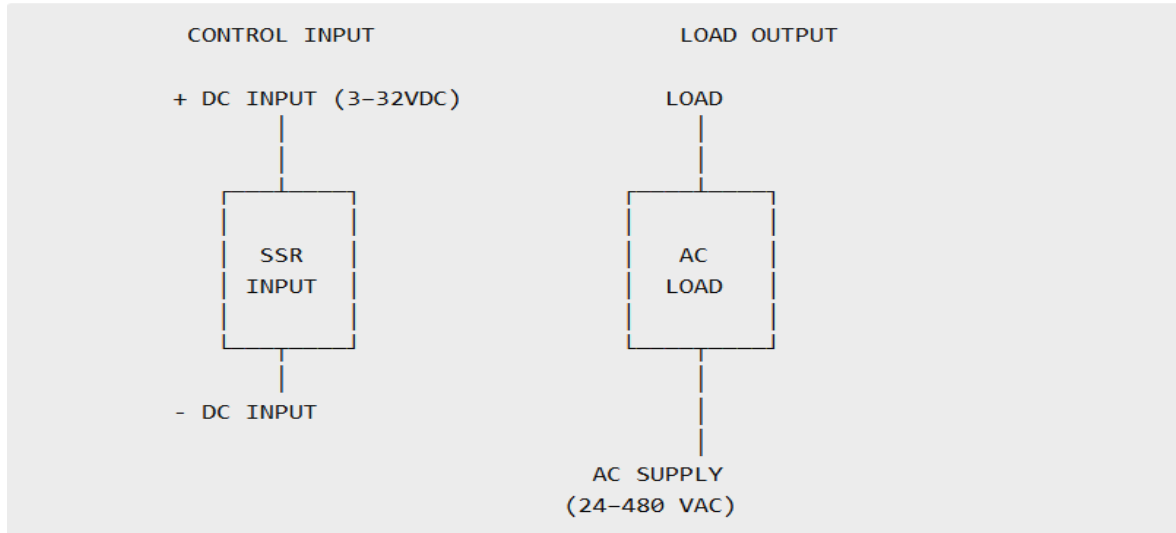 CONTROL INPUT LOAD OUTPUT
+ DC INPUT (3–32VDC) LOAD
SSR AC
INPUT LOAD
- DC INPUT
AC SUPPLY
(24–480 VAC)